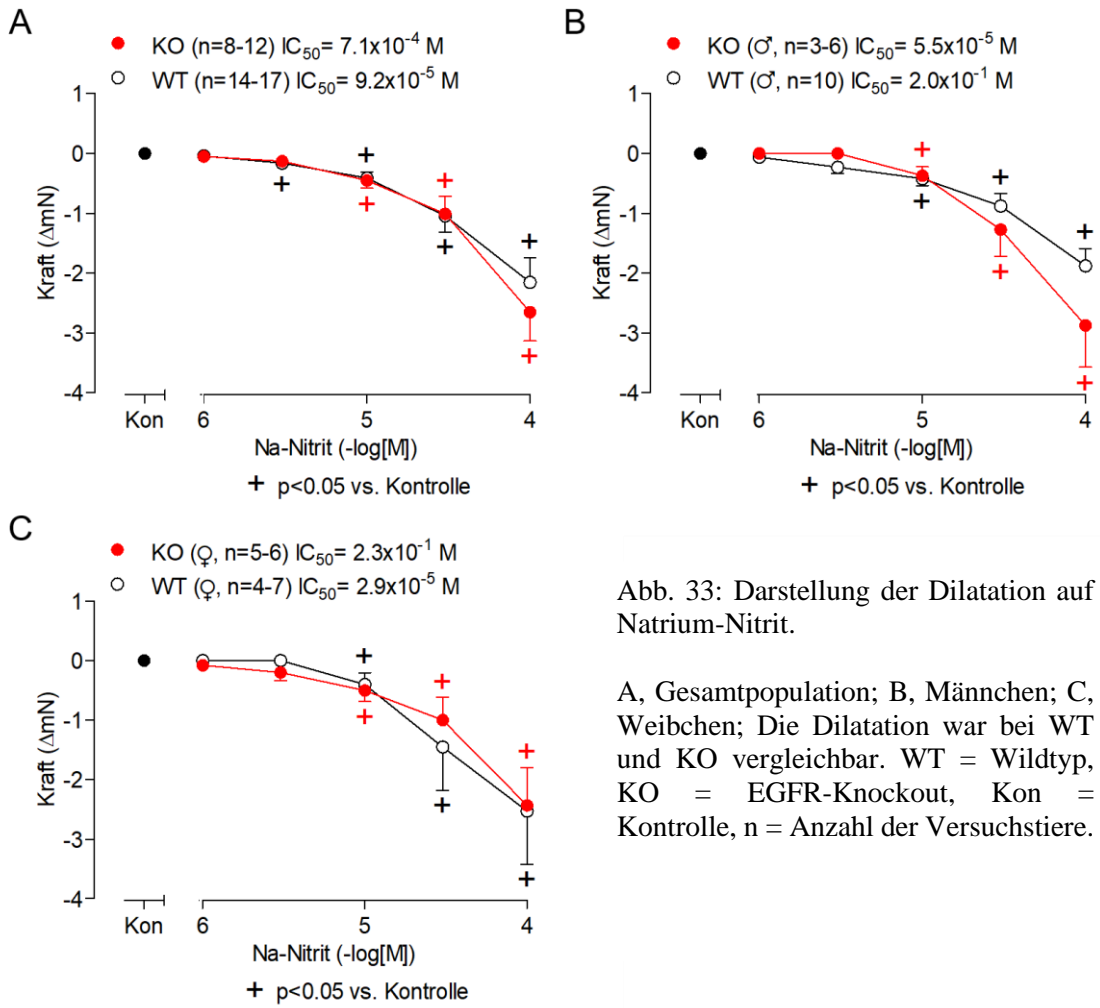 A
KO (n=8-12) IC50= 7.1x10-4 M
WT (n=14-17) IC50= 9.2x10-5 M
1
0
-1
-2
-3
-4
Kraft (ΔmN)
Kon
6
5
4
Na-Nitrit (-log[M])
+ p<0.05 vs. Kontrolle
B
KO (♂, n=3-6) IC50= 5.5x10-5 M
WT (♂, n=10) IC50= 2.0x10-1 M
1
0
-1
-2
-3
-4
Kraft (ΔmN)
Kon
6
5
4
Na-Nitrit (-log[M])
+ p<0.05 vs. Kontrolle
C
KO (♀, n=5-6) IC50= 2.3x10-1 M
WT (♀, n=4-7) IC50= 2.9x10-5 M
1
0
-1
-2
-3
-4
Kraft (ΔmN)
Kon
6
5
4
Na-Nitrit (-log[M])
+ p<0.05 vs. Kontrolle
Abb. 33: Darstellung der Dilatation auf
Natrium-Nitrit.
A, Gesamtpopulation; B, Männchen; C,
Weibchen; Die Dilatation war bei WT
und KO vergleichbar. WT = Wildtyp,
KO = EGFR-Knockout, Kon =
Kontrolle, n = Anzahl der Versuchstiere.